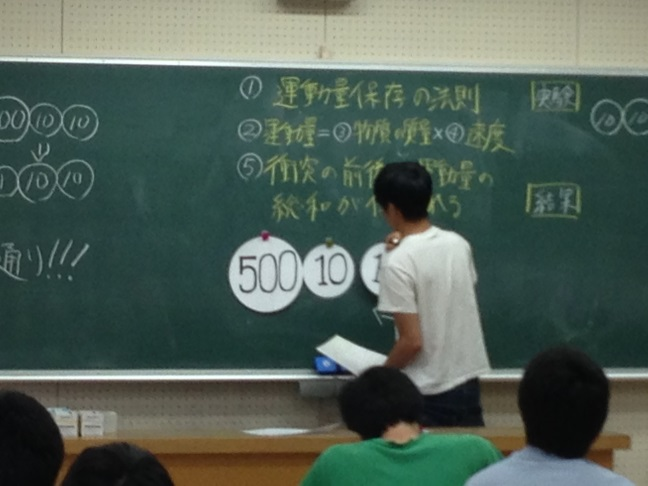 ① 運動量保存の法則
② 運動量=③物質の質量×④速度
⑤ 衝突の前後 運動量の
総和が
実験
結果
00 10 10
10 10
通り!!!
500 10 1
10 10